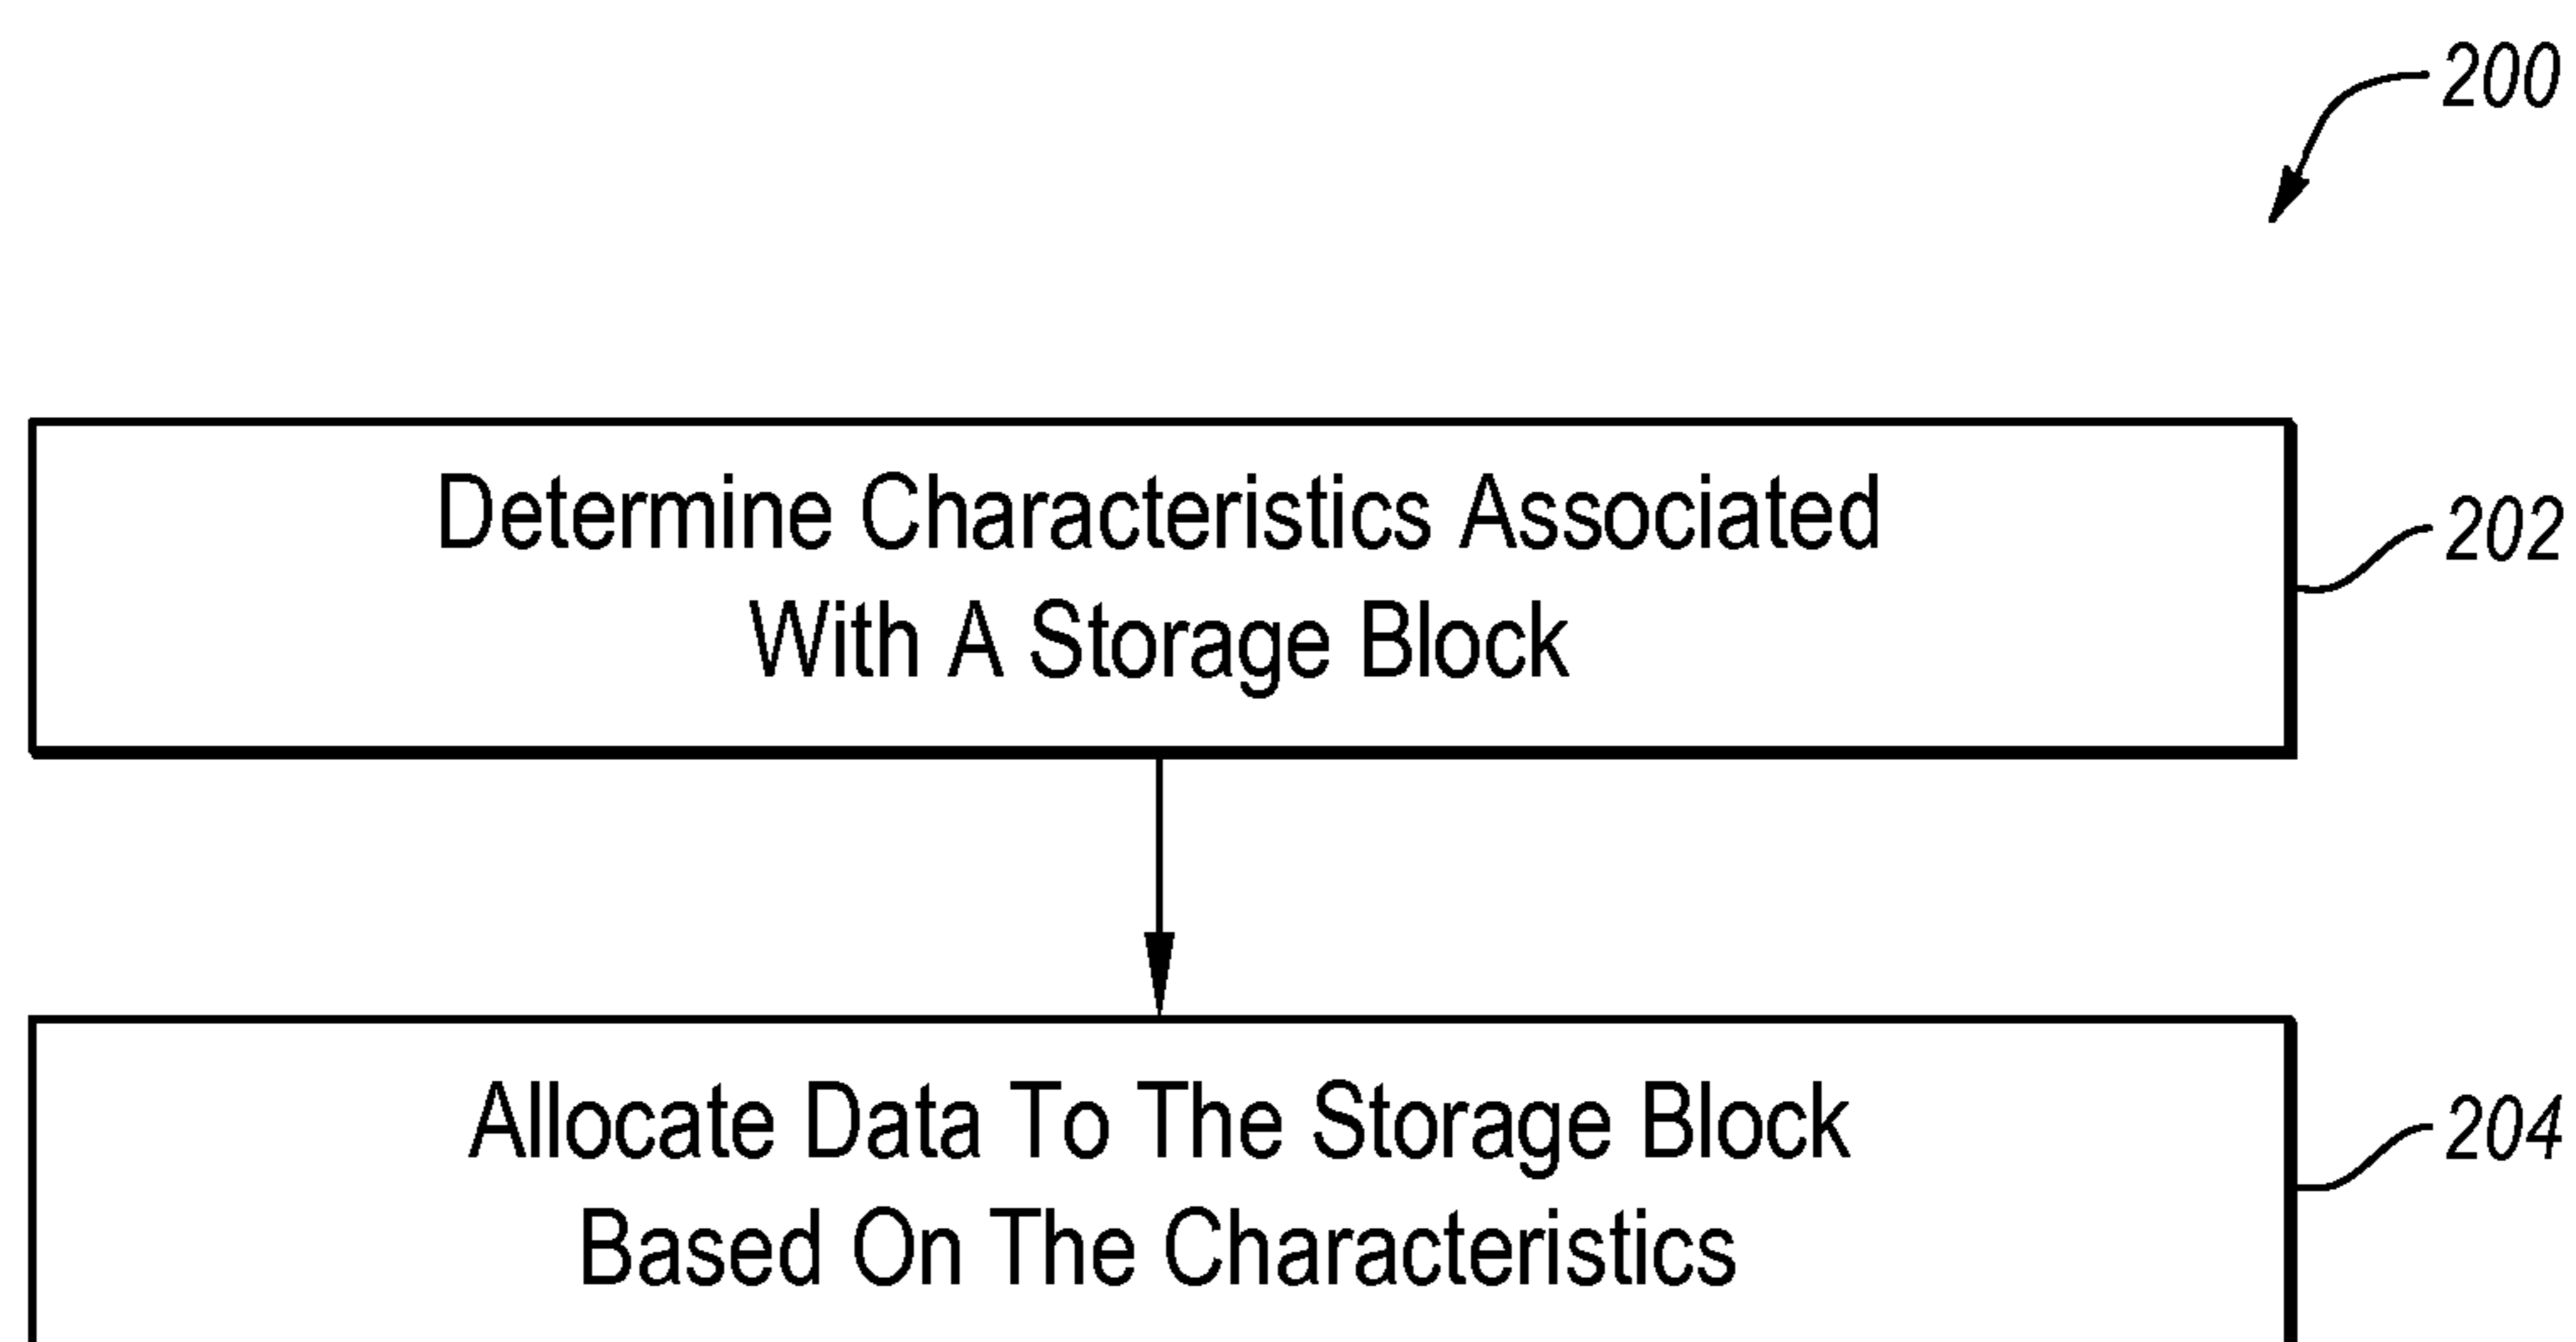 200
Determine Characteristics Associated
With A Storage Block
202
Allocate Data To The Storage Block
Based On The Characteristics
204